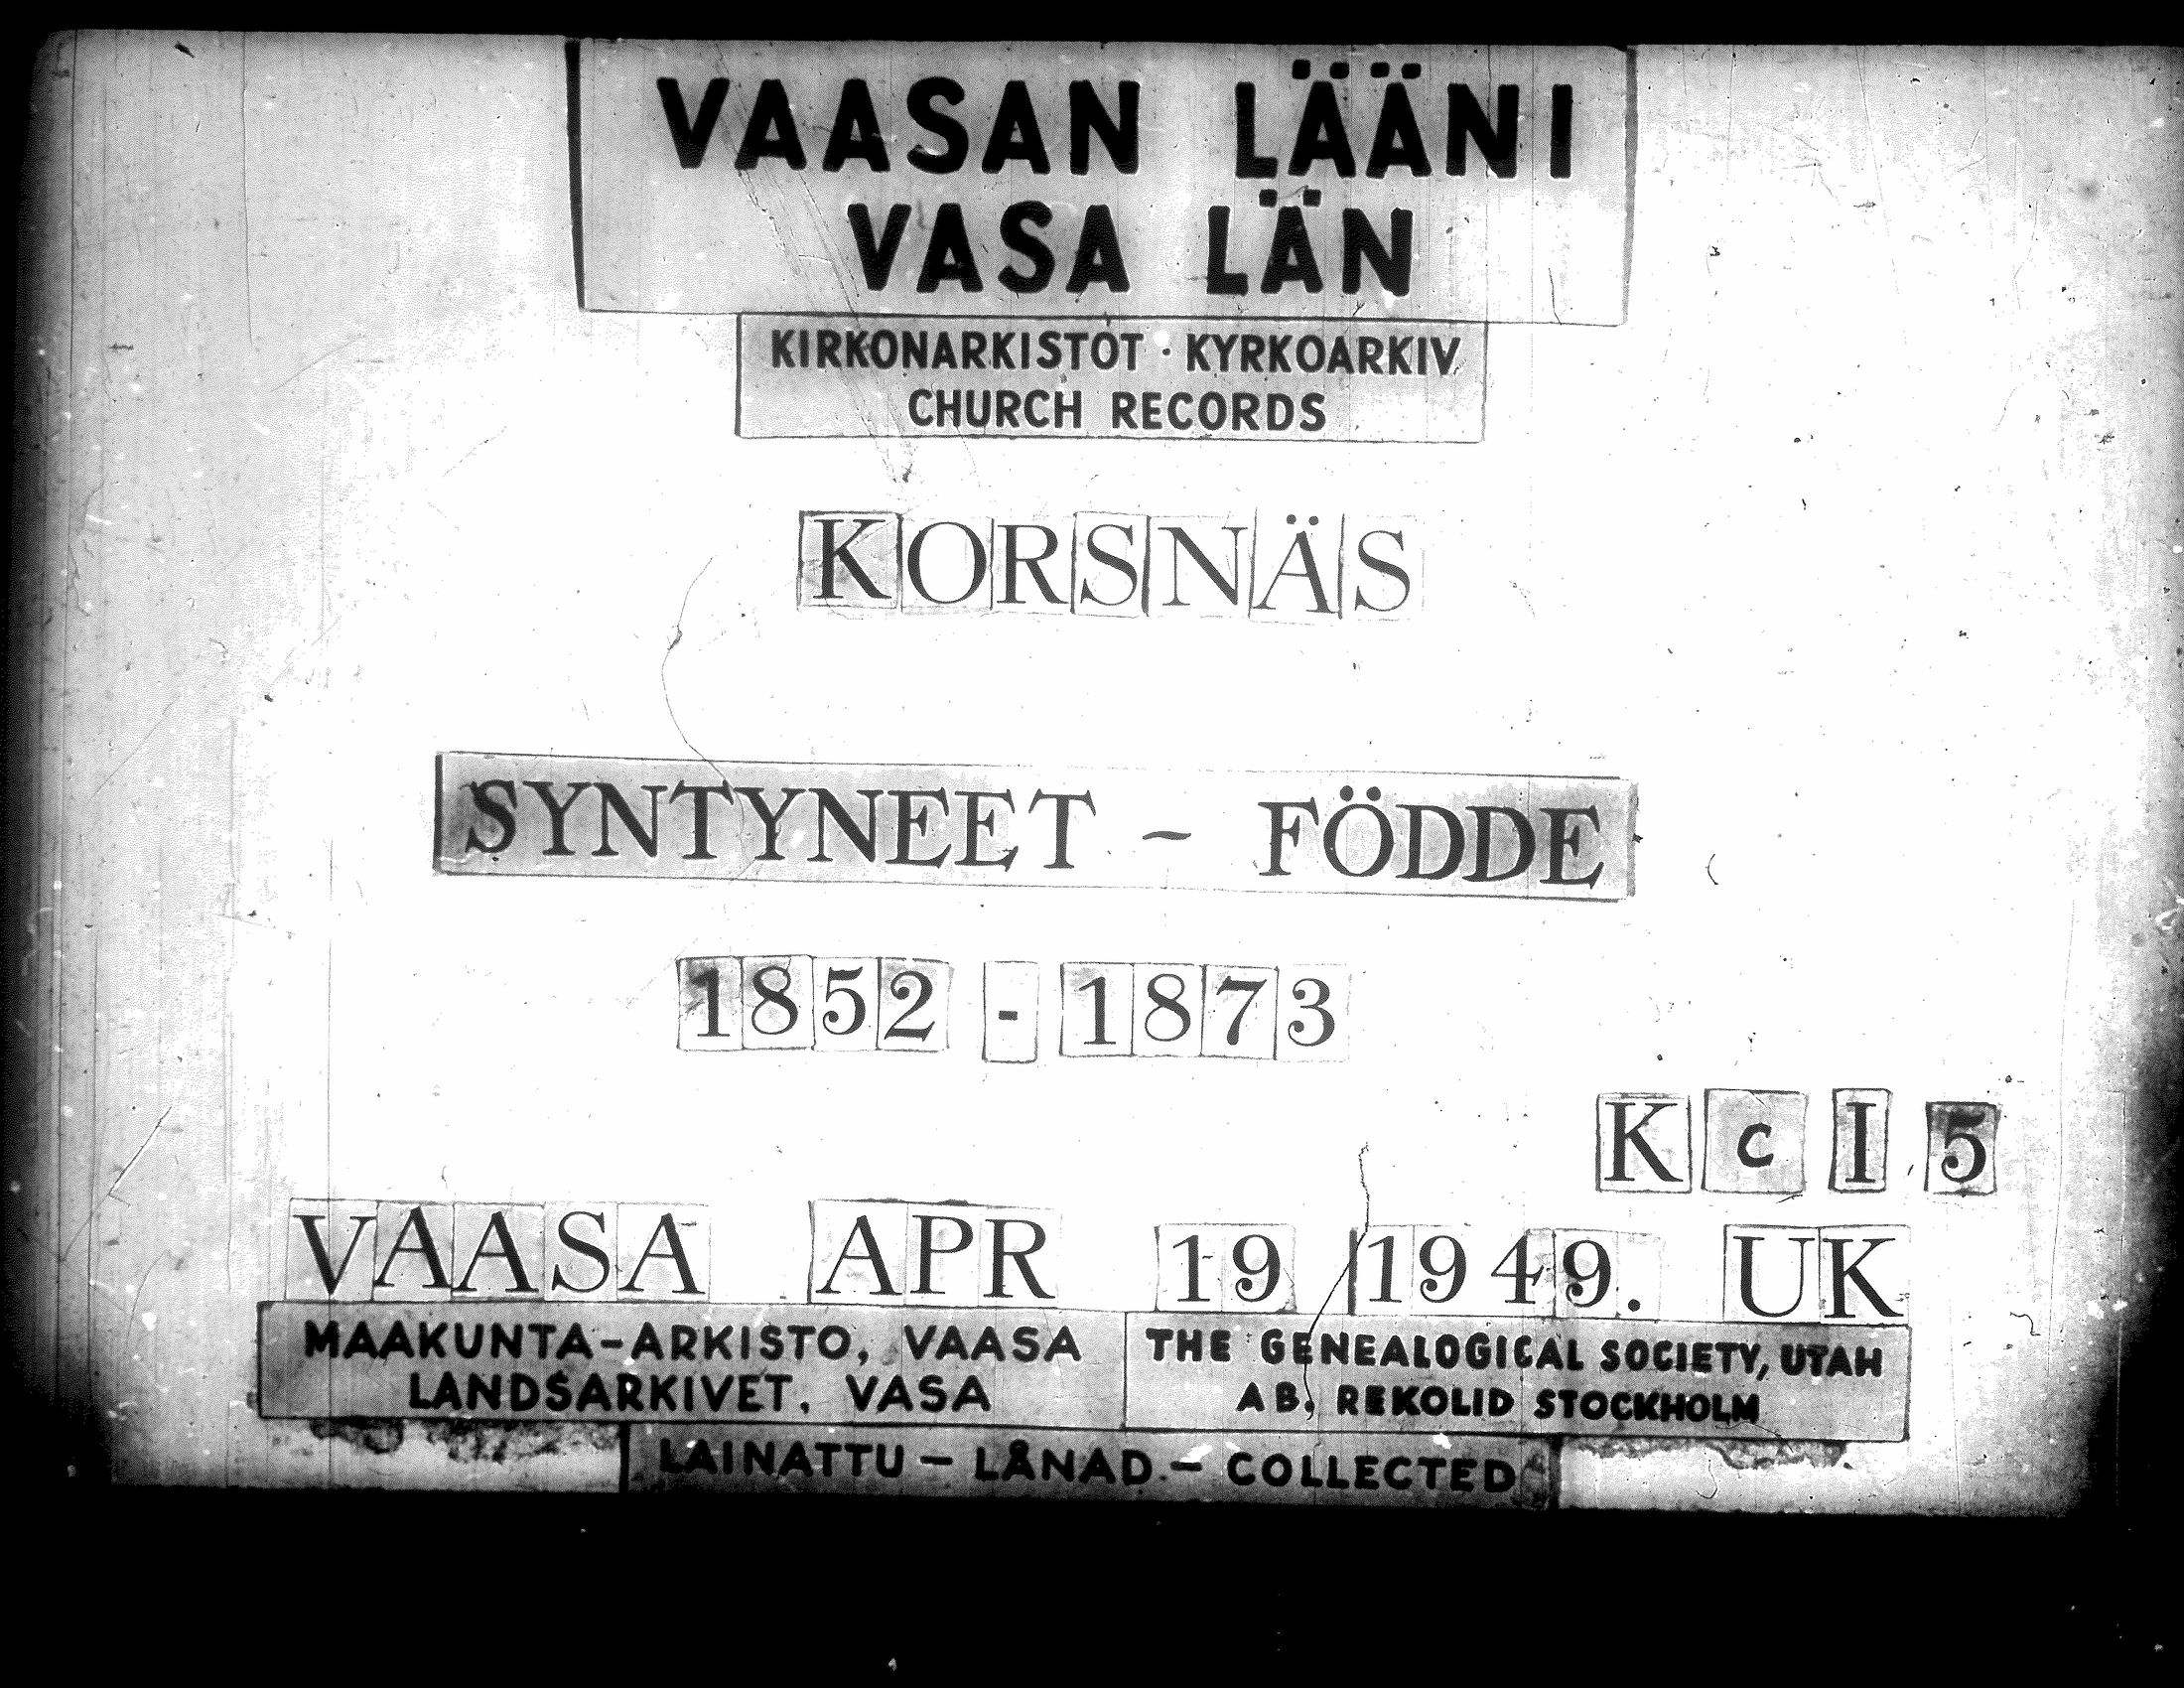 VAASAN LÄÄNI
VASA LÄN
KIRKONARKISTOT · KYRKOARKIV
CHURCH RECORDS
KORSNÄS
SYNTYNEET - FÖDDE
1852 - 1873
K c I 5
VAASA APR 19 1949. UK
MAAKUNTA-ARKISTO, VAASA
LANDSARKIVET, VASA
THE GENEALOGICAL SOCIETY, UTAH
AB. REKOLID STOCKHOLM
LAINATTU - LÅNAD - COLLECTED